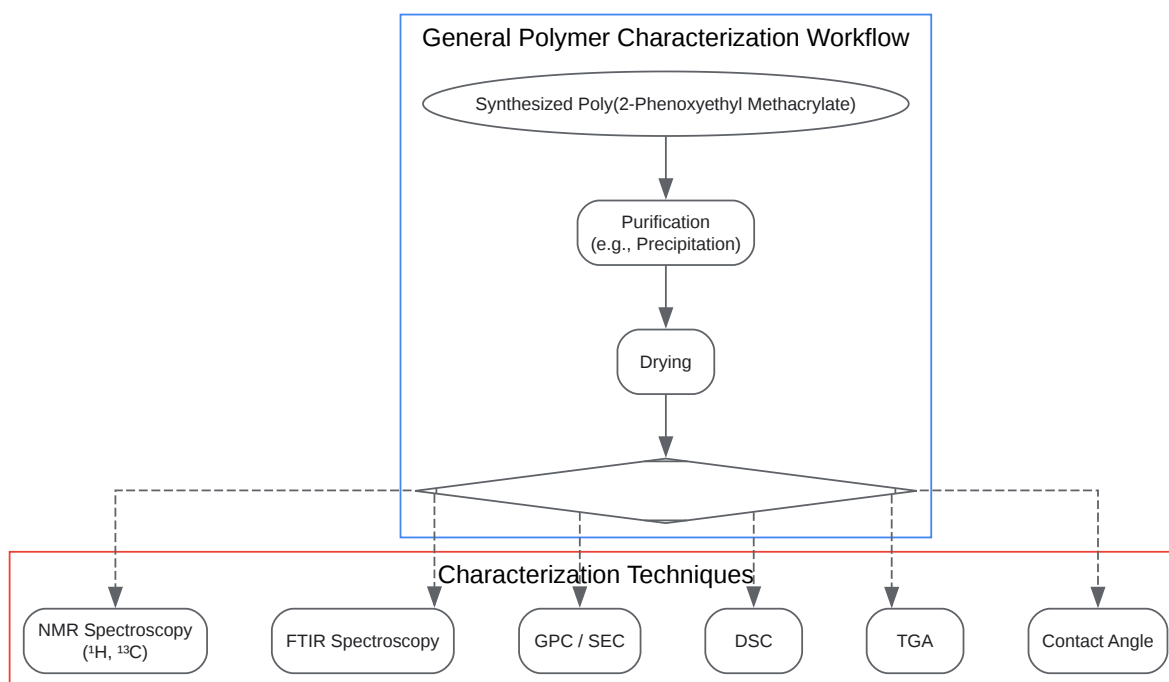 General Polymer Characterization Workflow
Synthesized Poly(2-Phenoxyethyl Methacrylate)
Purification
(e.g., Precipitation)
Drying
Characterization Techniques
NMR Spectroscopy
(¹H, ¹³C)
FTIR Spectroscopy
GPC / SEC
DSC
TGA
Contact Angle